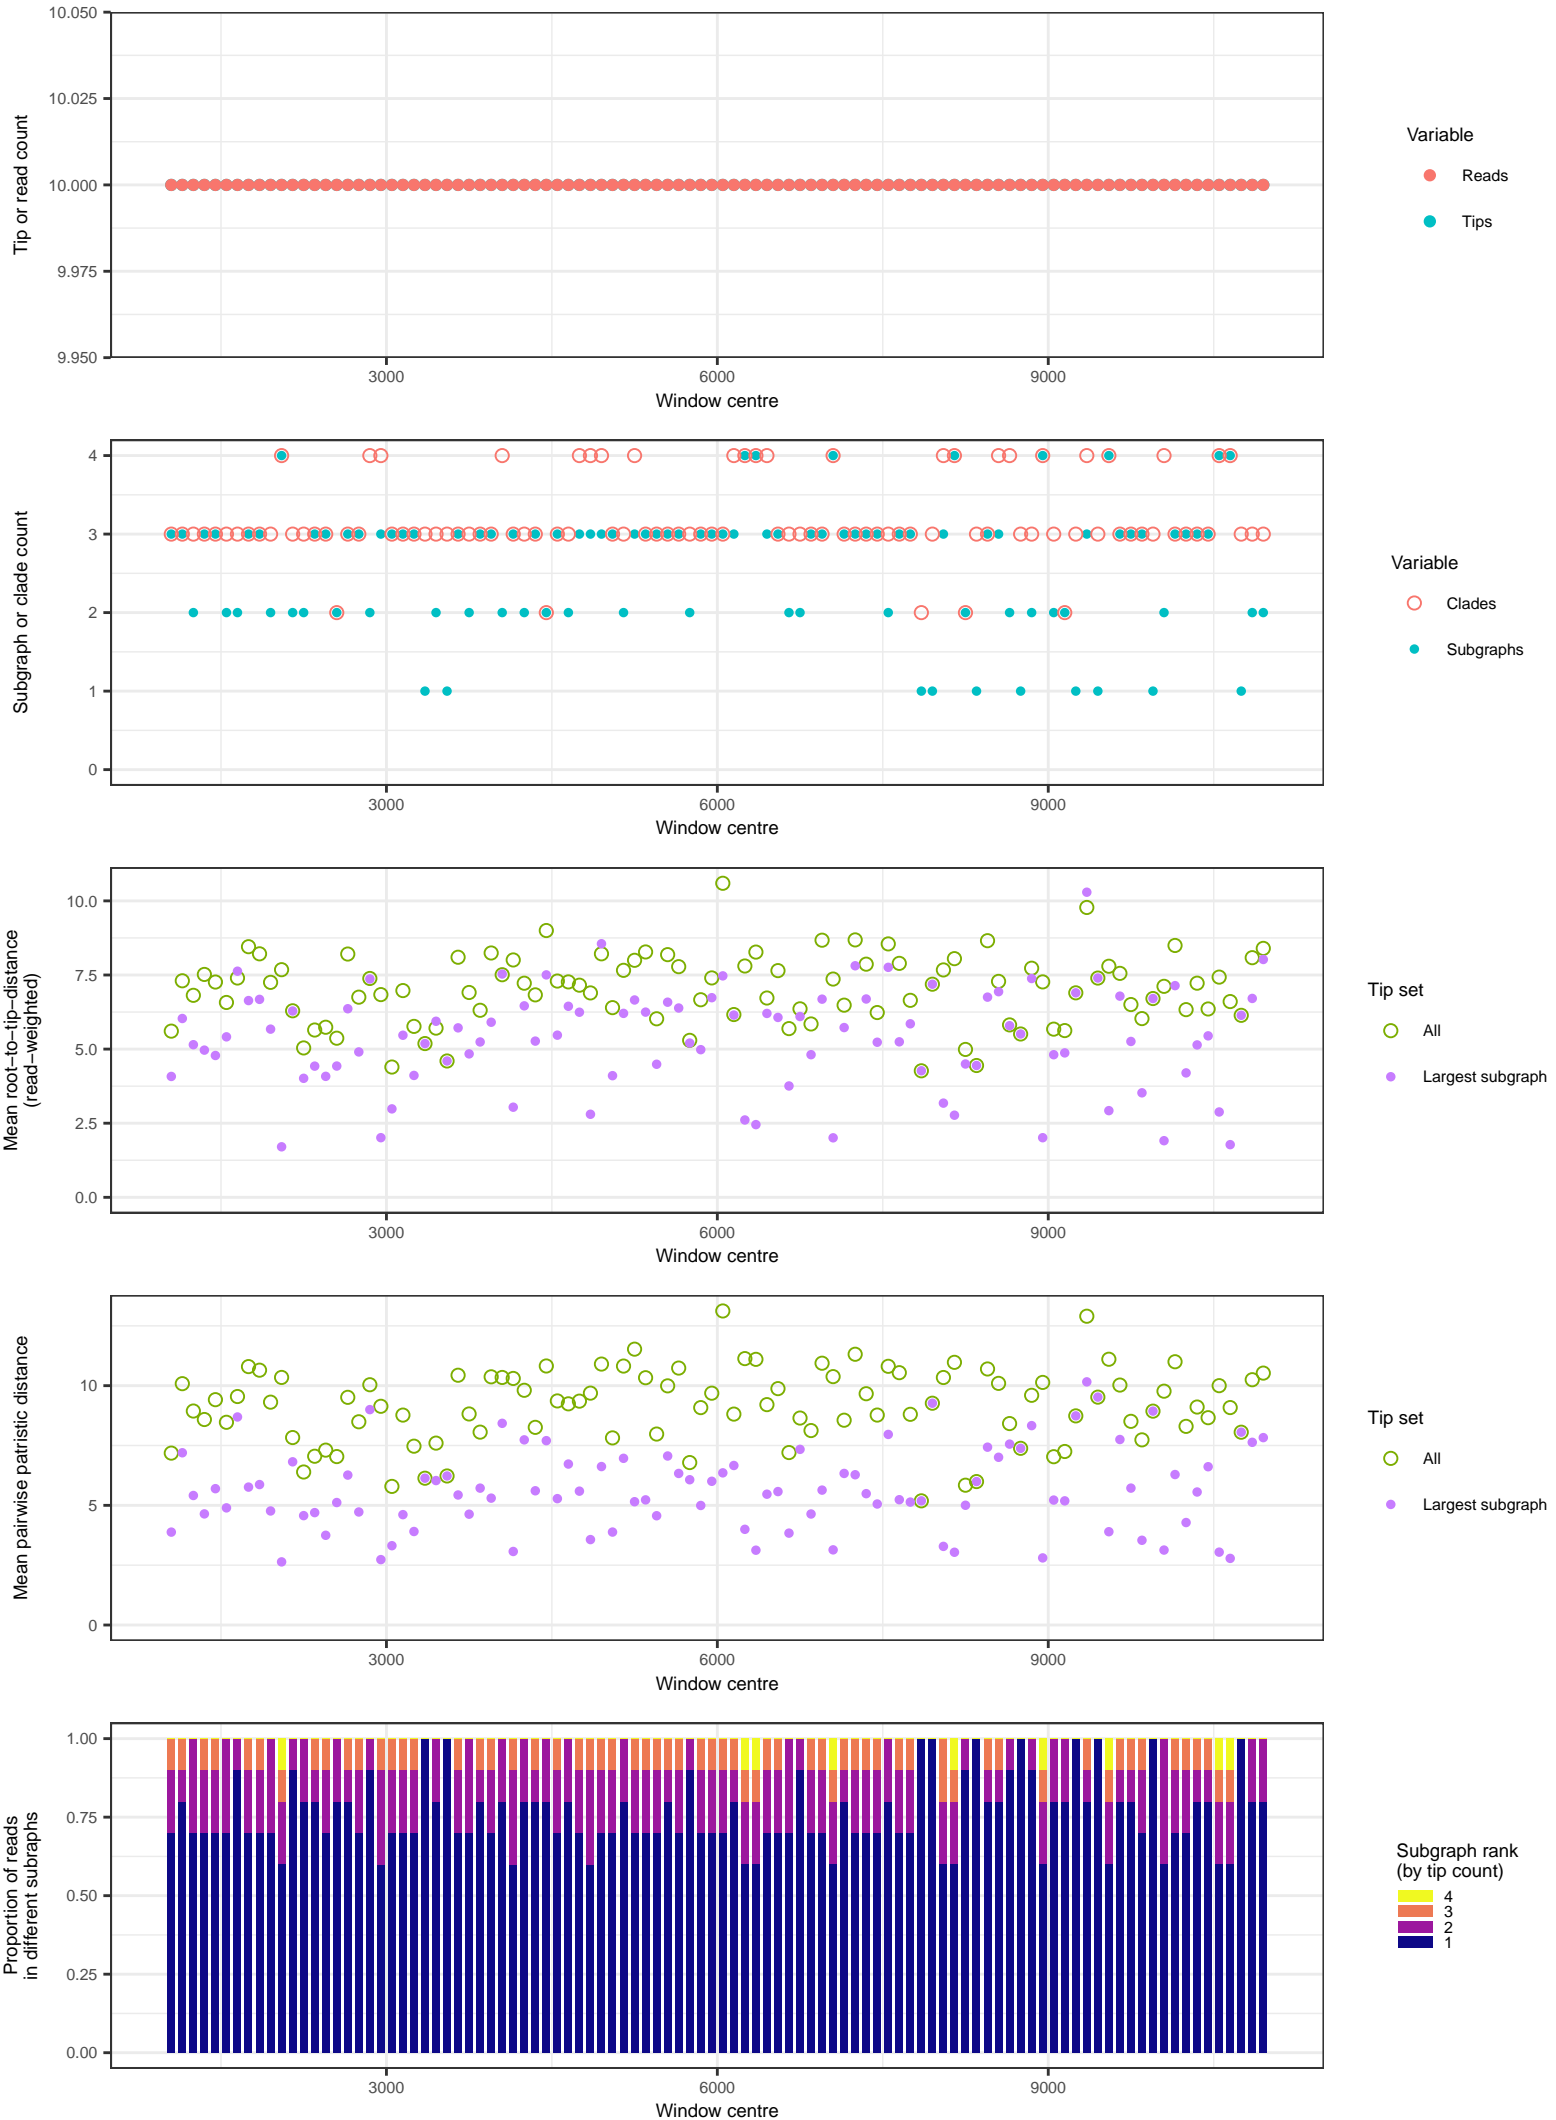 10.050
10.025
10.000
9.975
9.950
Tip or read count
3000 6000 9000
Window centre
Variable
Reads
Tips
4
3
2
1
0
Subgraph or clade count
3000 6000 9000
Window centre
Variable
Clades
Subgraphs
10.0
7.5
5.0
2.5
0.0
Mean root−to−tip−distance
(read−weighted)
3000 6000 9000
Window centre
Tip set
All
Largest subgraph
10
5
0
Mean pairwise patristic distance
3000 6000 9000
Window centre
Tip set
All
Largest subgraph
1.00
0.75
0.50
0.25
0.00
Proportion of reads
in different subraphs
3000 6000 9000
Window centre
Subgraph rank
(by tip count)
4
3
2
1